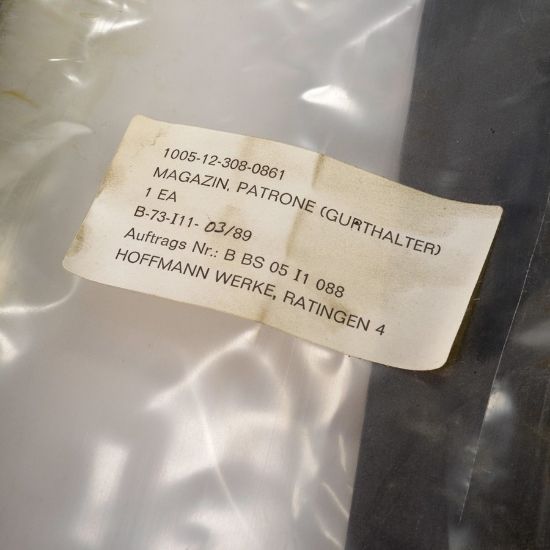 1005-12-308-0861
MAGAZIN, PATRONE (GURTHALTER)
1 EA
B-73-I11- 03/89
Auftrags Nr.: B BS 05 I1 088
HOFFMANN WERKE, RATINGEN 4